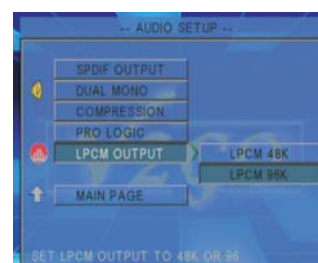 -- AUDIO SETUP --
SPDIF OUTPUT
DUAL MONO
COMPRESSION
PRO LOGIC
LPCM OUTPUT
LPCM 48K
LPCM 96K
MAIN PAGE
SET LPCM OUTPUT TO 48K OR 96